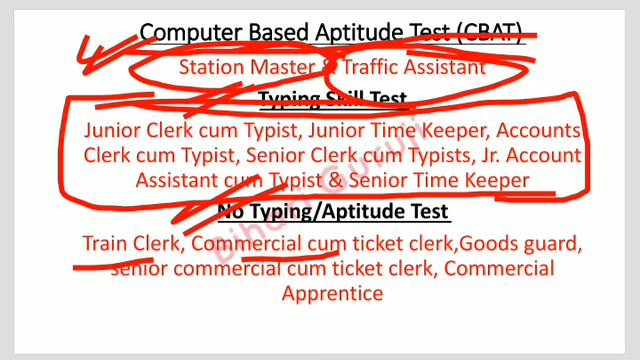 Computer Based Aptitude Test (CBAT)
Station Master & Traffic Assistant
Typing Skill Test
Junior Clerk cum Typist, Junior Time Keeper, Accounts
Clerk cum Typist, Senior Clerk cum Typists, Jr. Account
Assistant cum Typist & Senior Time Keeper
No Typing/Aptitude Test
Train Clerk, Commercial cum ticket clerk,Goods guard,
senior commercial cum ticket clerk, Commercial
Apprentice
Bihari Guruji